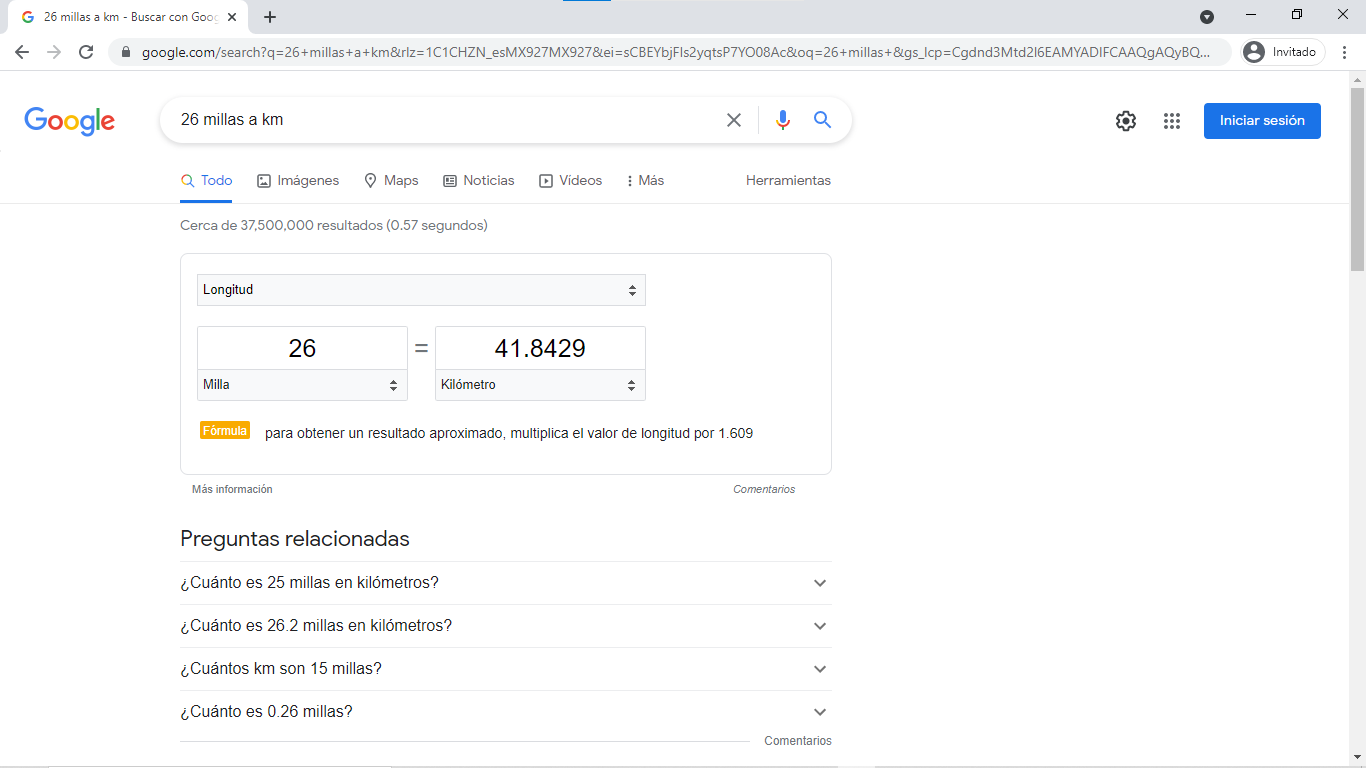 26 millas a km - Buscar con Goog
google.com/search?q=26+millas+a+km&rlz=1C1CHZN_esMX927MX927&ei=sCBEYbjFIs2yqtsP7YO08Ac&oq=26+millas+&gs_lcp=Cgdnd3Mtd2l6EAMYADIFCAAQgAQyBQ...
Invitado
Google
26 millas a km
Iniciar sesión
Todo
Imágenes
Maps
Noticias
Videos
Más
Herramientas
Cerca de 37,500,000 resultados (0.57 segundos)
Longitud
26 = 41.8429
Milla
Kilómetro
Fórmula para obtener un resultado aproximado, multiplica el valor de longitud por 1.609
Más información
Comentarios
Preguntas relacionadas
¿Cuánto es 25 millas en kilómetros?
¿Cuánto es 26.2 millas en kilómetros?
¿Cuántos km son 15 millas?
¿Cuánto es 0.26 millas?
Comentarios